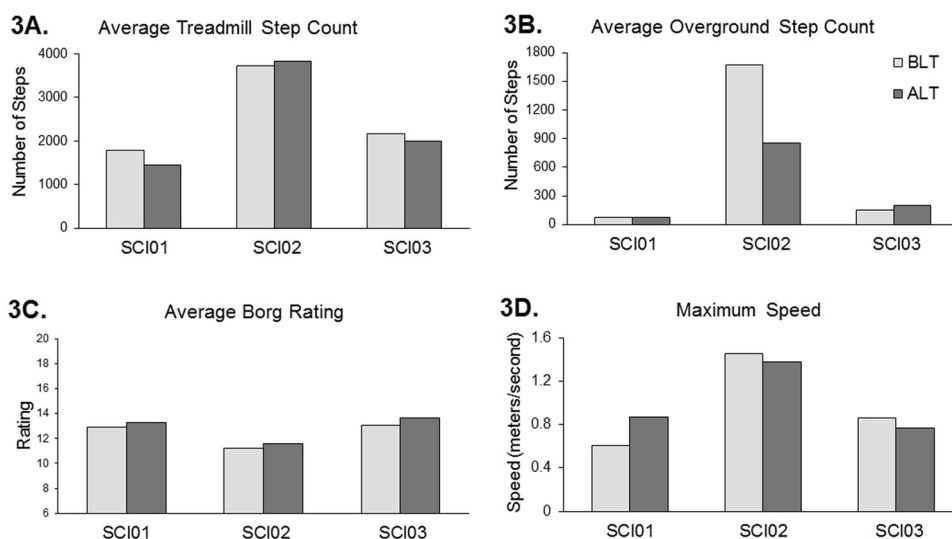 3A. Average Treadmill Step Count
Number of Steps
4000
3000
2000
1000
0
SCI01 SCI02 SCI03
3B. Average Overground Step Count
Number of Steps
1800
1500
1200
900
600
300
0
BLT
ALT
SCI01 SCI02 SCI03
3C. Average Borg Rating
Rating
20
18
16
14
12
10
8
6
SCI01 SCI02 SCI03
3D. Maximum Speed
Speed (meters/second)
1.6
1.2
0.8
0.4
0
SCI01 SCI02 SCI03